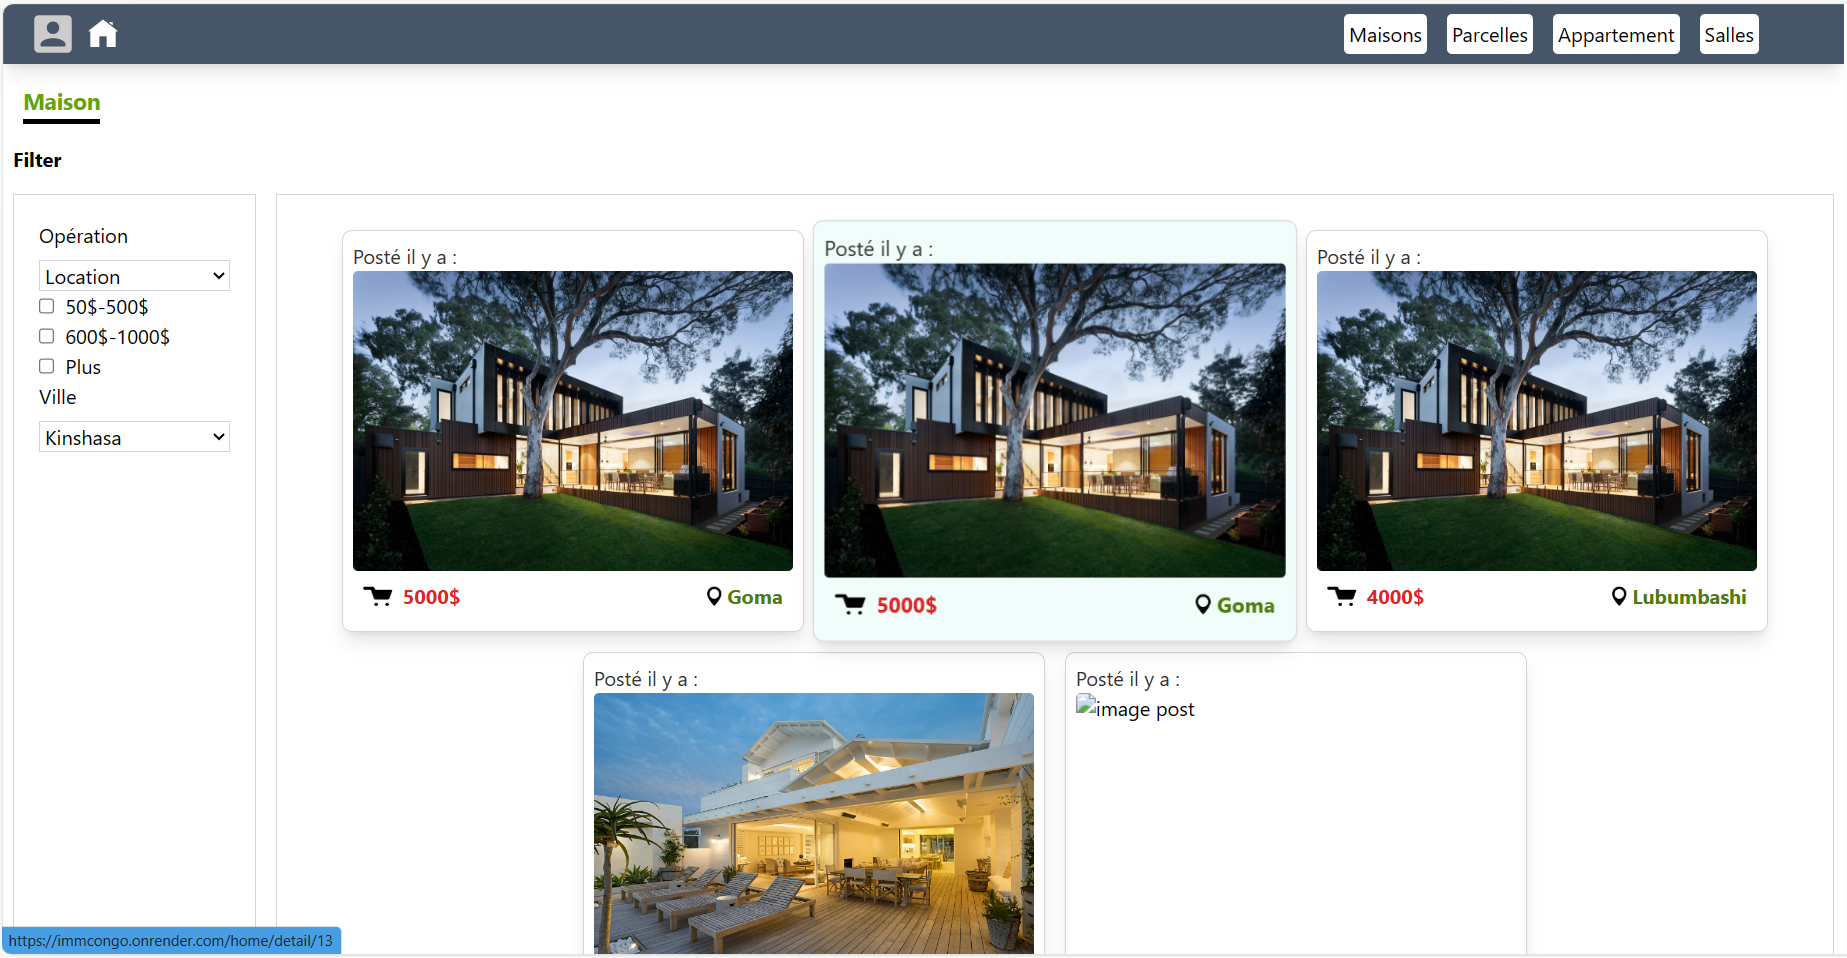 Maisons
Parcelles
Appartement
Salles
Maison
Filter
Opération
Location
50$-500$
600$-1000$
Plus
Ville
Kinshasa
Posté il y a :
5000$
Goma
Posté il y a :
5000$
Goma
Posté il y a :
4000$
Lubumbashi
Posté il y a :
Posté il y a :
image post
https://immcongo.onrender.com/home/detail/13